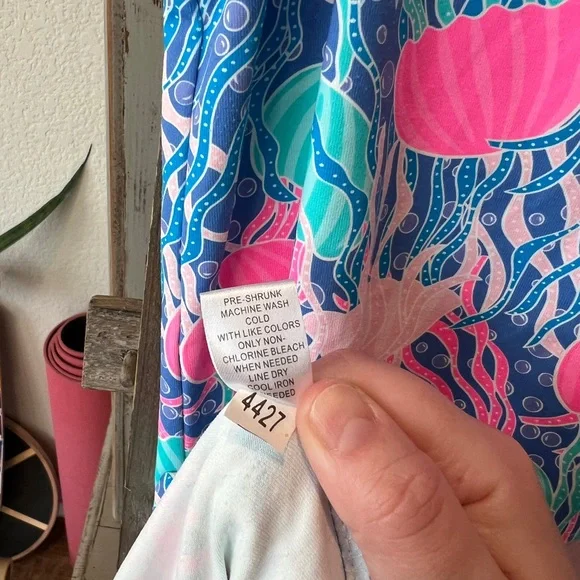 PRE-SHRUNK
MACHINE WASH
COLD
WITH LIKE COLORS
ONLY NON-
CHLORINE BLEACH
WHEN NEEDED
LINE DRY
COOL IRON
NEEDED
4427